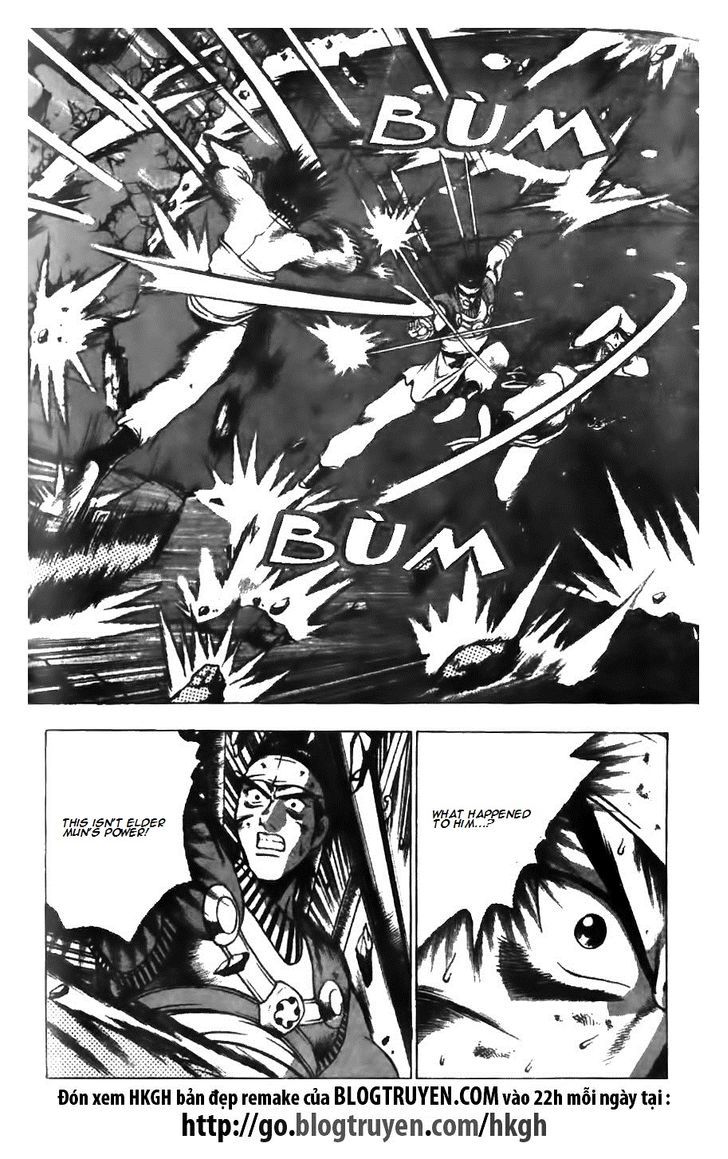 BÙM
BÙM
THIS ISN'T ELDER
MUN'S POWER!
WHAT HAPPENED
TO HIM...?
Đón xem HKGH bản đẹp remake của BLOGTRUYEN.COM vào 22h mỗi ngày tại :
http://go.blogtruyen.com/hkgh